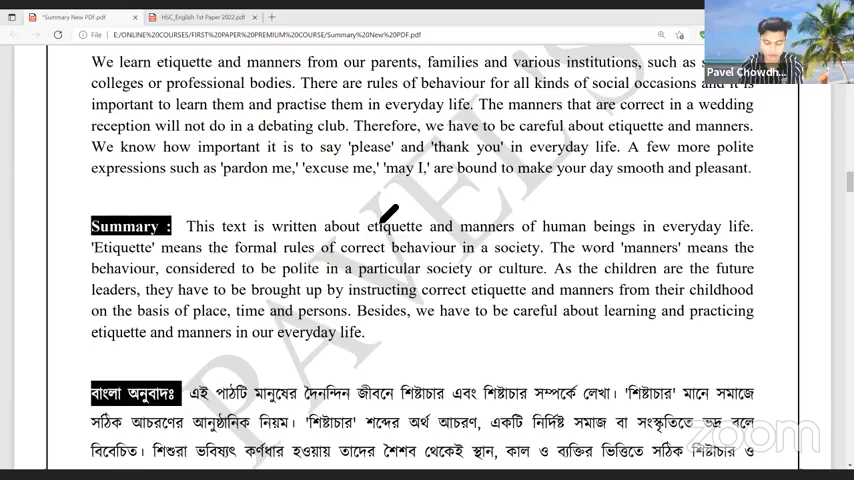 *Summary New PDF.pdf
HSC_English 1st Paper 2022.pdf
File
E:/ONLINE%20COURSES/FIRST%20PAPER%20PREMIUM%20COURSE/Summary%20New%20PDF.pdf
Pavel Chowdh...
We learn etiquette and manners from our parents, families and various institutions, such as
colleges or professional bodies. There are rules of behaviour for all kinds of social occasions and it is
important to learn them and practise them in everyday life. The manners that are correct in a wedding
reception will not do in a debating club. Therefore, we have to be careful about etiquette and manners.
We know how important it is to say 'please' and 'thank you' in everyday life. A few more polite
expressions such as 'pardon me,' 'excuse me,' 'may I,' are bound to make your day smooth and pleasant.
Summary : This text is written about etiquette and manners of human beings in everyday life.
'Etiquette' means the formal rules of correct behaviour in a society. The word 'manners' means the
behaviour, considered to be polite in a particular society or culture. As the children are the future
leaders, they have to be brought up by instructing correct etiquette and manners from their childhood
on the basis of place, time and persons. Besides, we have to be careful about learning and practicing
etiquette and manners in our everyday life.
বাংলা অনুবাদঃ এই পাঠটি মানুষের দৈনন্দিন জীবনে শিষ্টাচার এবং শিষ্টাচার সম্পর্কে লেখা। 'শিষ্টাচার' মানে সমাজে
সঠিক আচরণের আনুষ্ঠানিক নিয়ম। 'শিষ্টাচার' শব্দের অর্থ আচরণ, একটি নির্দিষ্ট সমাজ বা সংস্কৃতিতে ভদ্র বলে
বিবেচিত। শিশুরা ভবিষ্যৎ কর্ণধার হওয়ায় তাদের শৈশব থেকেই স্থান, কাল ও ব্যক্তির ভিত্তিতে সঠিক শিষ্টাচার ও
PAVEL'S
zoom